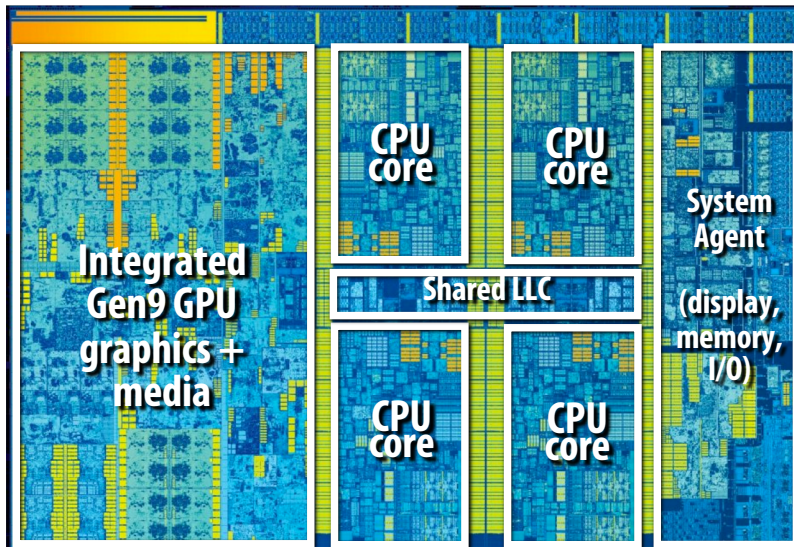 Integrated
Gen9 GPU
graphics +
media
CPU
core
CPU
core
Shared LLC
CPU
core
CPU
core
System
Agent
(display,
memory,
I/O)